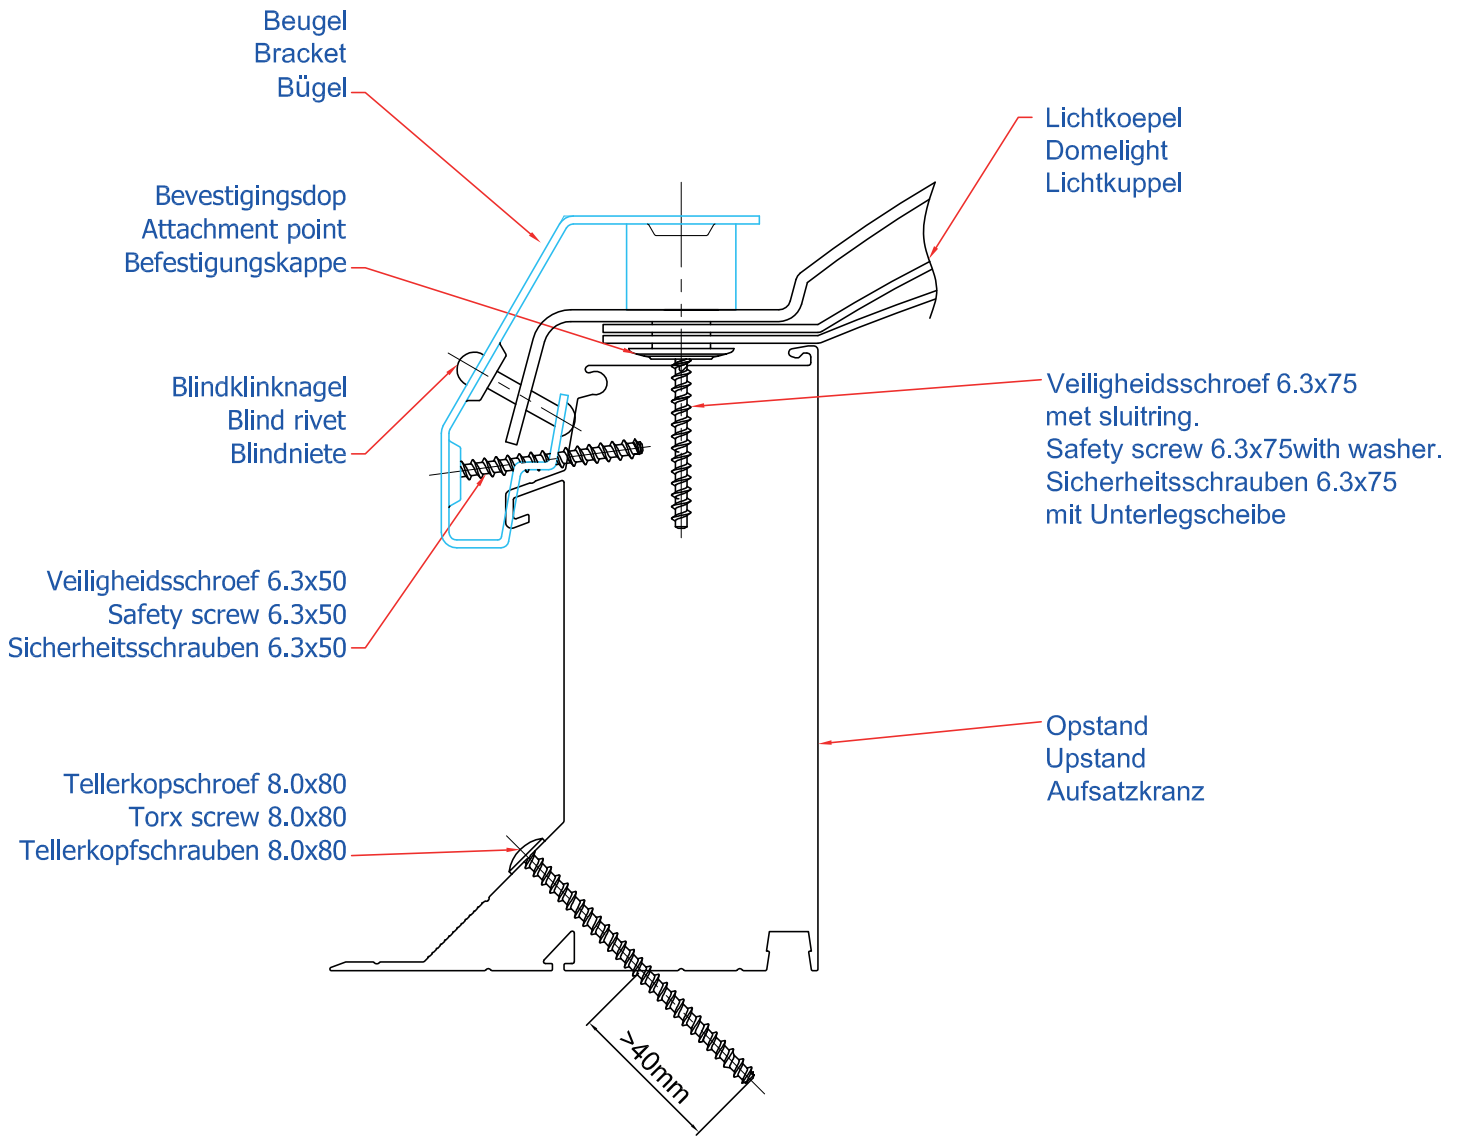 Beugel
Bracket
Bügel
Lichtkoepel
Domelight
Lichtkuppel
Bevestigingsdop
Attachment point
Befestigungskappe
Blindklinknagel
Blind rivet
Blindniete
Veiligheidsschroef 6.3x75
met sluitring.
Safety screw 6.3x75with washer.
Sicherheitsschrauben 6.3x75
mit Unterlegscheibe
Veiligheidsschroef 6.3x50
Safety screw 6.3x50
Sicherheitsschrauben 6.3x50
Opstand
Upstand
Aufsatzkranz
Tellerkopschroef 8.0x80
Torx screw 8.0x80
Tellerkopfschrauben 8.0x80
>40mm